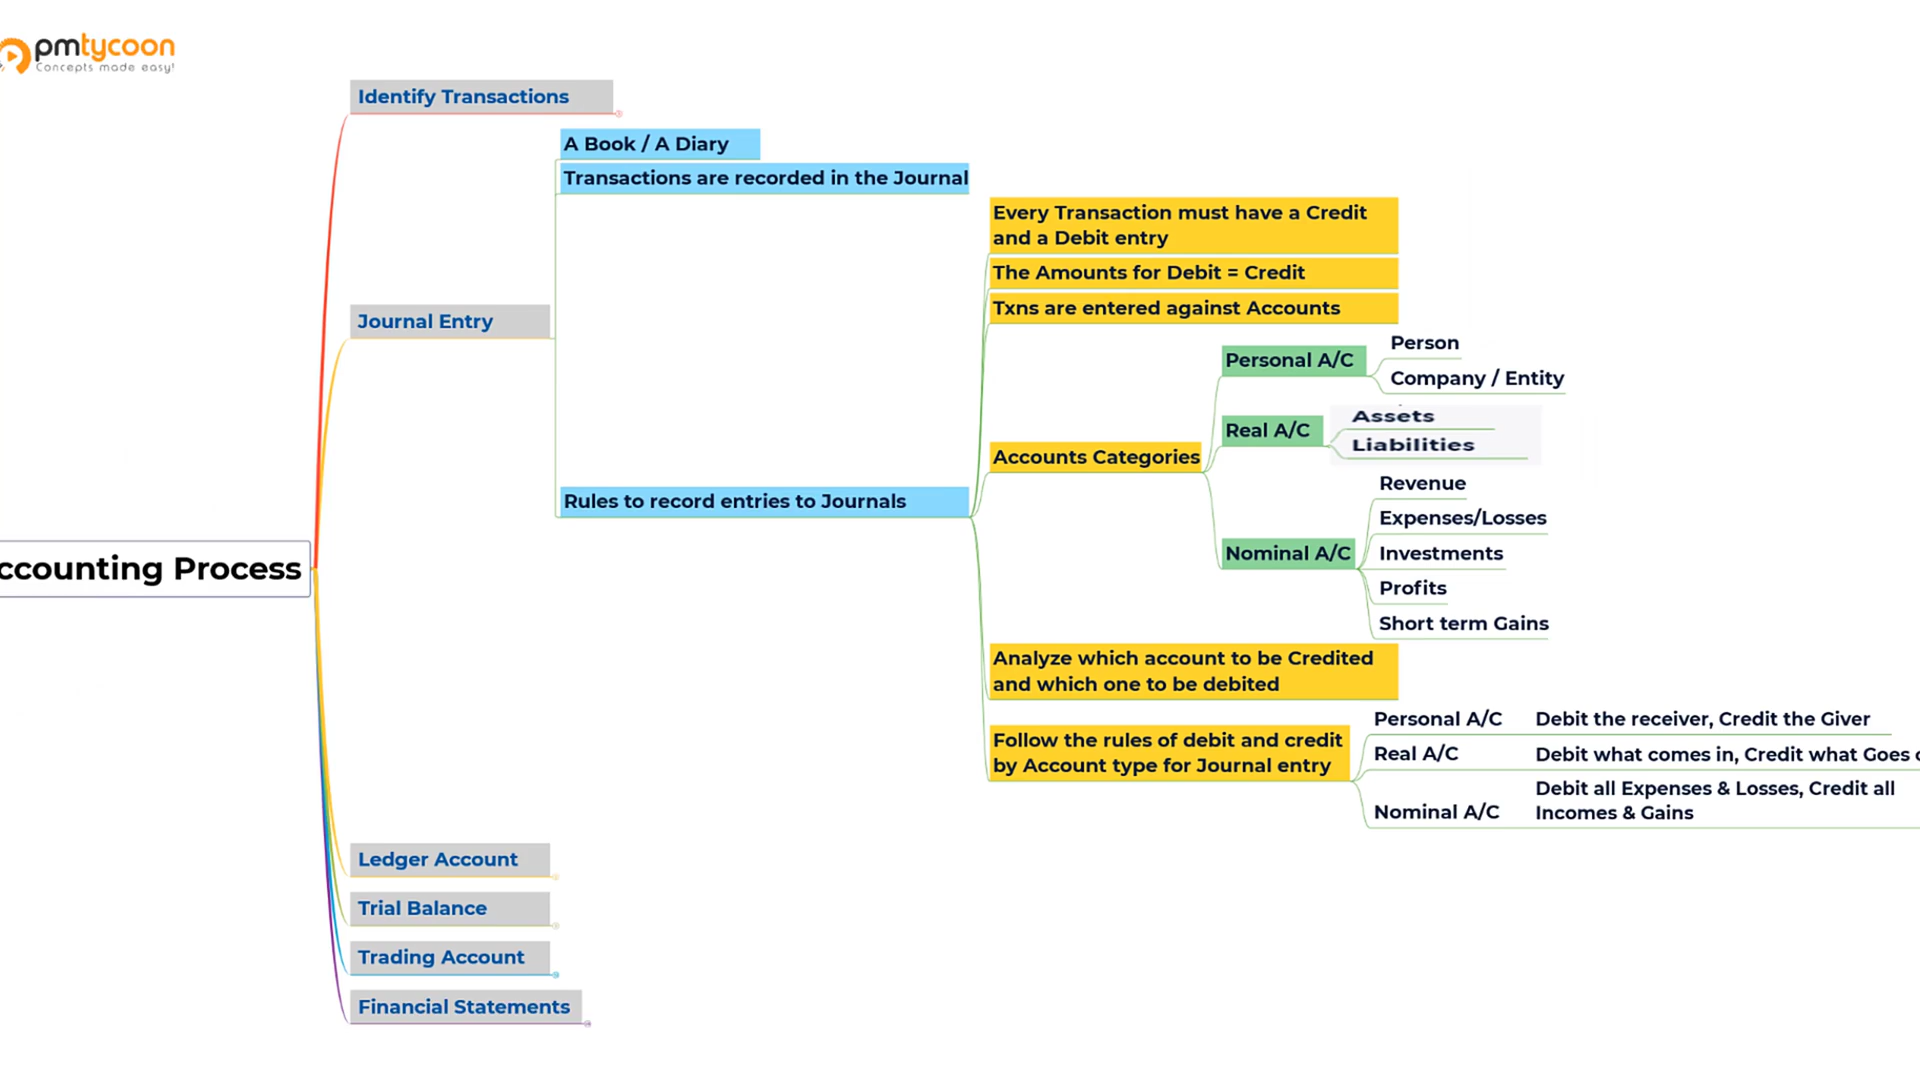 pmtycoon
Concepts made easy!
Identify Transactions
A Book / A Diary
Transactions are recorded in the Journal
Every Transaction must have a Credit
and a Debit entry
The Amounts for Debit = Credit
Journal Entry
Txns are entered against Accounts
Personal A/C
Person
Company / Entity
Accounts Categories
Real A/C
Assets
Liabilities
Nominal A/C
Revenue
Expenses/Losses
Investments
Profits
Short term Gains
Rules to record entries to Journals
ccounting Process
Analyze which account to be Credited
and which one to be debited
Follow the rules of debit and credit
by Account type for Journal entry
Personal A/C Debit the receiver, Credit the Giver
Real A/C Debit what comes in, Credit what Goes
Nominal A/C Debit all Expenses & Losses, Credit all
Incomes & Gains
Ledger Account
Trial Balance
Trading Account
Financial Statements